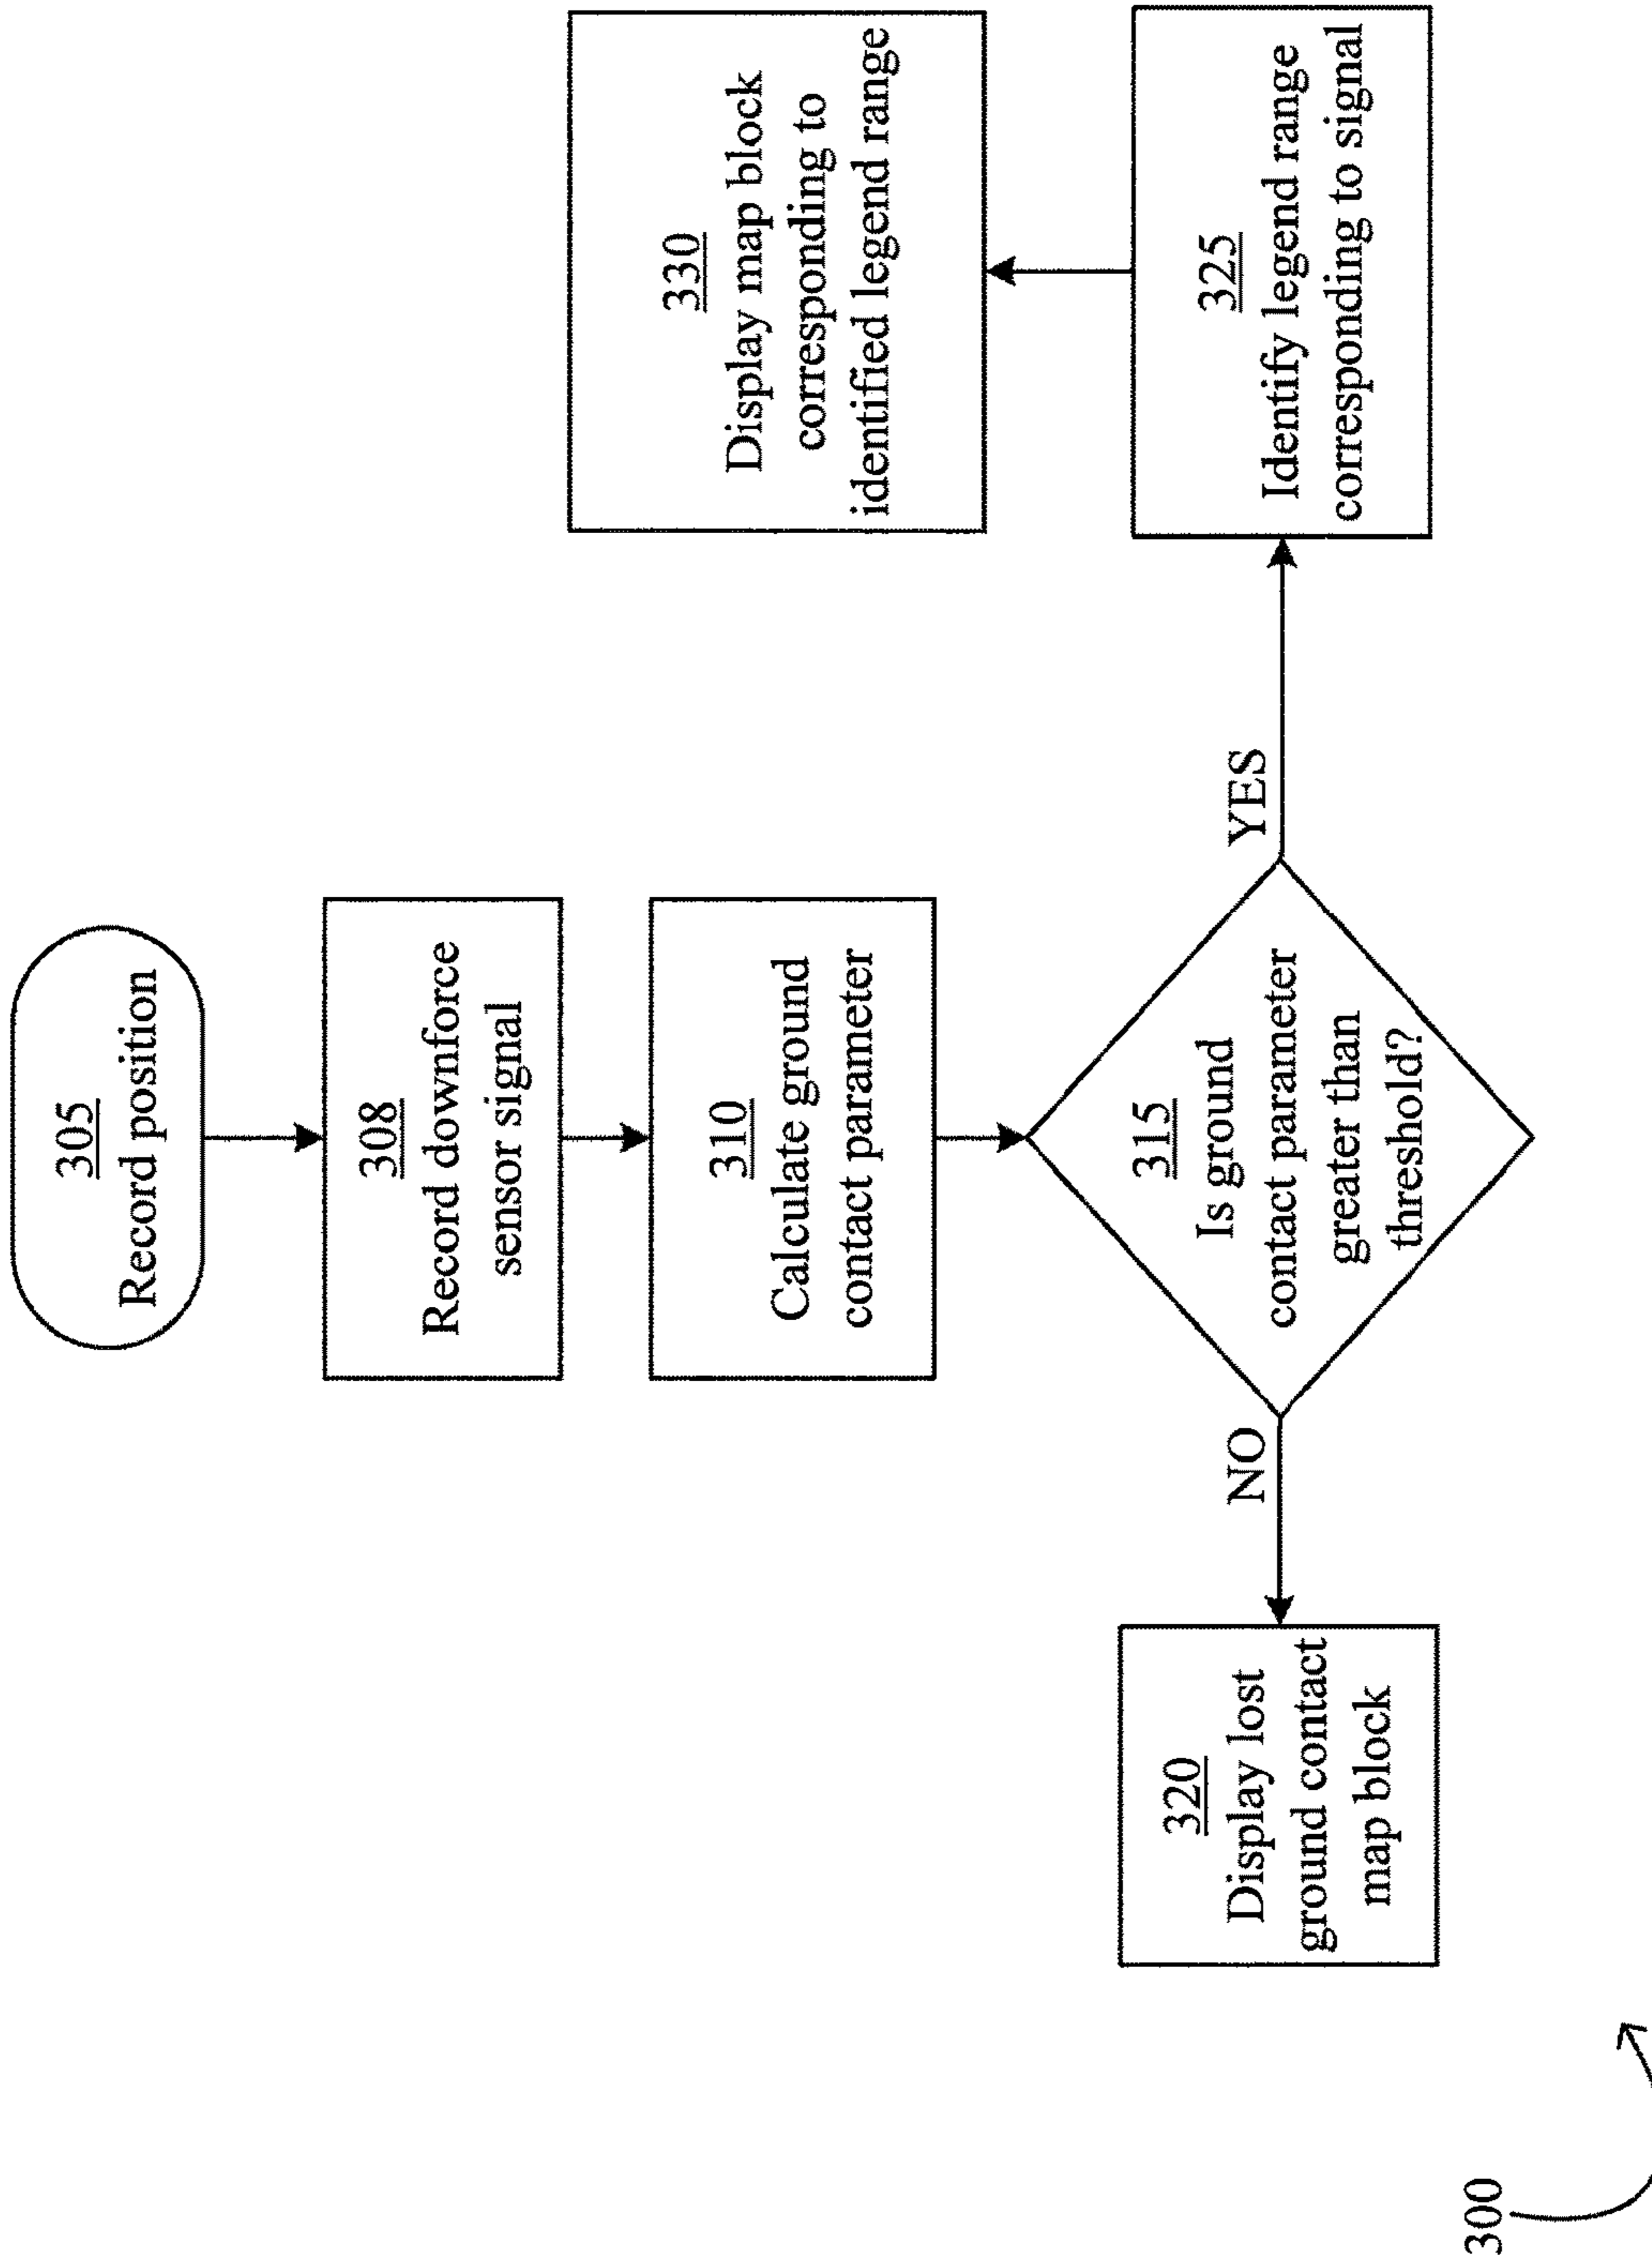 305
Record position
308
Record downforce
sensor signal
310
Calculate ground
contact parameter
315
Is ground
contact parameter
greater than
threshold?
NO
YES
320
Display lost
ground contact
map block
325
Identify legend range
corresponding to signal
330
Display map block
corresponding to
identified legend range
300